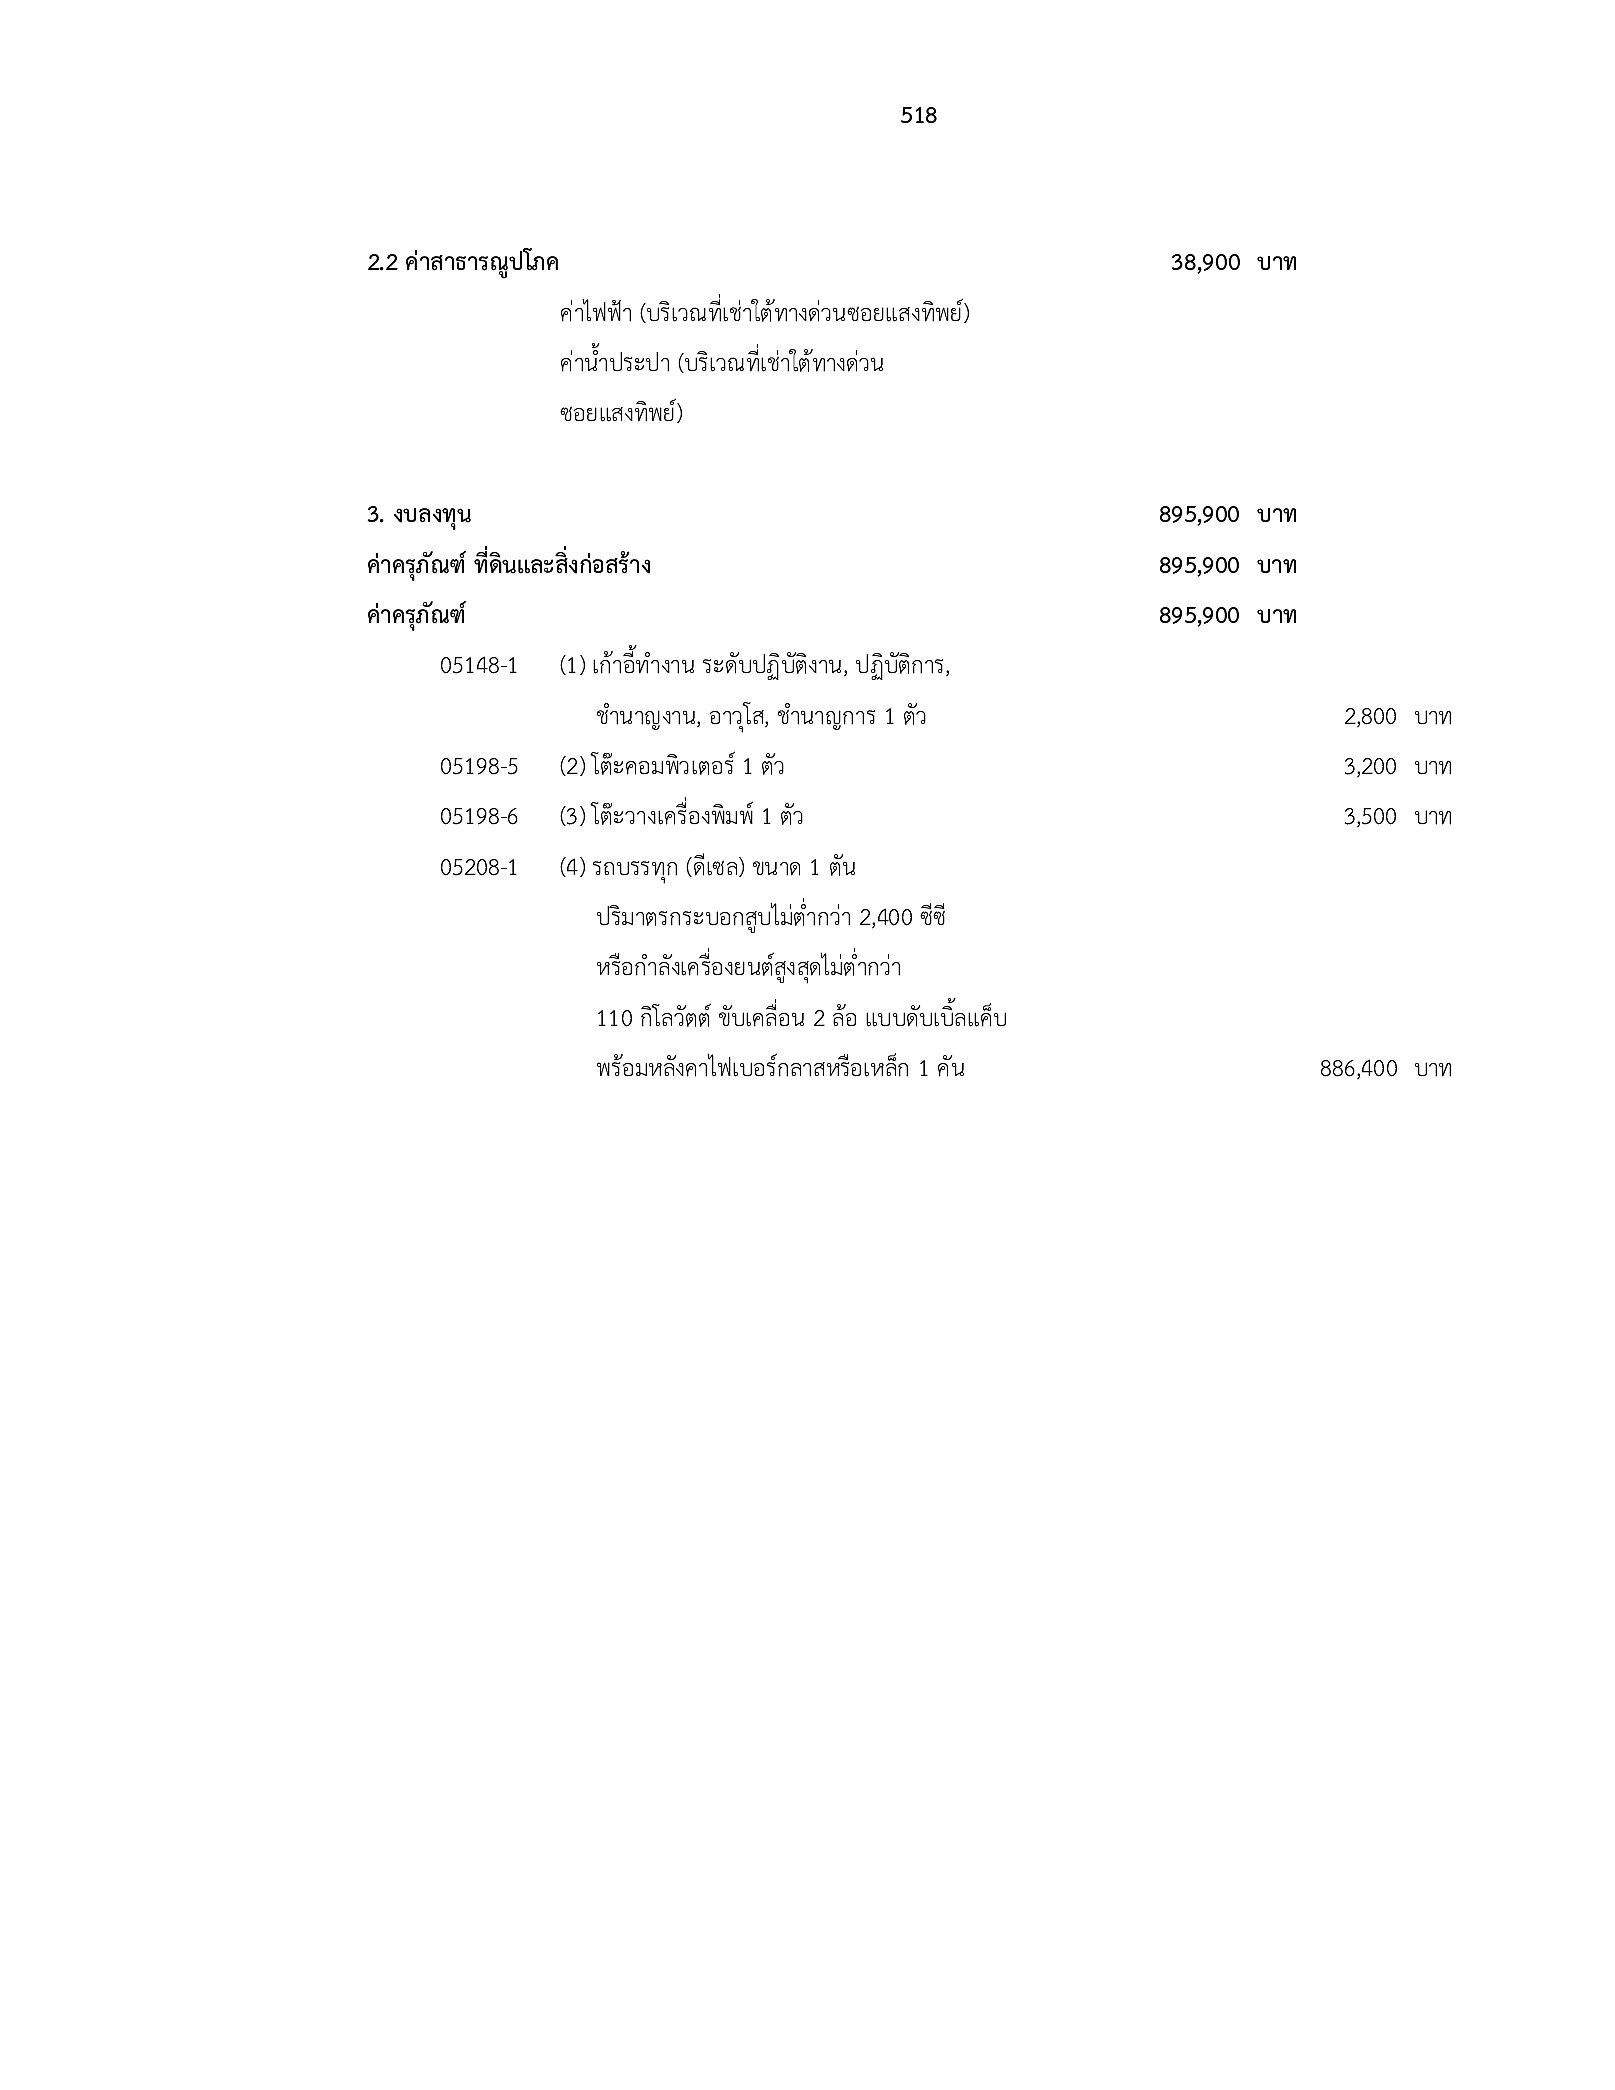 518
2.2 ค่าสาธารณูปโภค 38,900 บาท
ค่าไฟฟ้า (บริเวณที่เช่าใต้ทางด่วนซอยแสงทิพย์)
ค่าน้ำประปา (บริเวณที่เช่าใต้ทางด่วน
ซอยแสงทิพย์)
3. งบลงทุน 895,900 บาท
ค่าครุภัณฑ์ ที่ดินและสิ่งก่อสร้าง 895,900 บาท
ค่าครุภัณฑ์ 895,900 บาท
05148-1 (1) เก้าอี้ทำงาน ระดับปฏิบัติงาน, ปฏิบัติการ,
ชำนาญงาน, อาวุโส, ชำนาญการ 1 ตัว 2,800 บาท
05198-5 (2) โต๊ะคอมพิวเตอร์ 1 ตัว 3,200 บาท
05198-6 (3) โต๊ะวางเครื่องพิมพ์ 1 ตัว 3,500 บาท
05208-1 (4) รถบรรทุก (ดีเซล) ขนาด 1 ตัน
ปริมาตรกระบอกสูบไม่ต่ำกว่า 2,400 ซีซี
หรือกำลังเครื่องยนต์สูงสุดไม่ต่ำกว่า
110 กิโลวัตต์ ขับเคลื่อน 2 ล้อ แบบดับเบิ้ลแค็บ
พร้อมหลังคาไฟเบอร์กลาสหรือเหล็ก 1 คัน 886,400 บาท